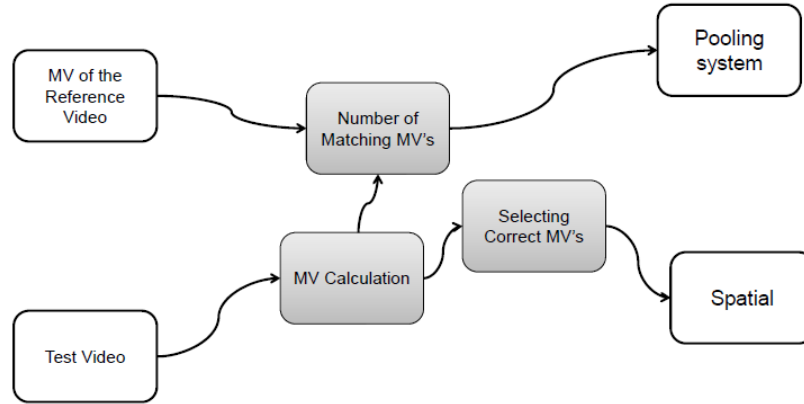 Pooling
system
MV of the
Reference
Video
Number of
Matching MV's
Selecting
Correct MV's
MV Calculation
Spatial
Test Video